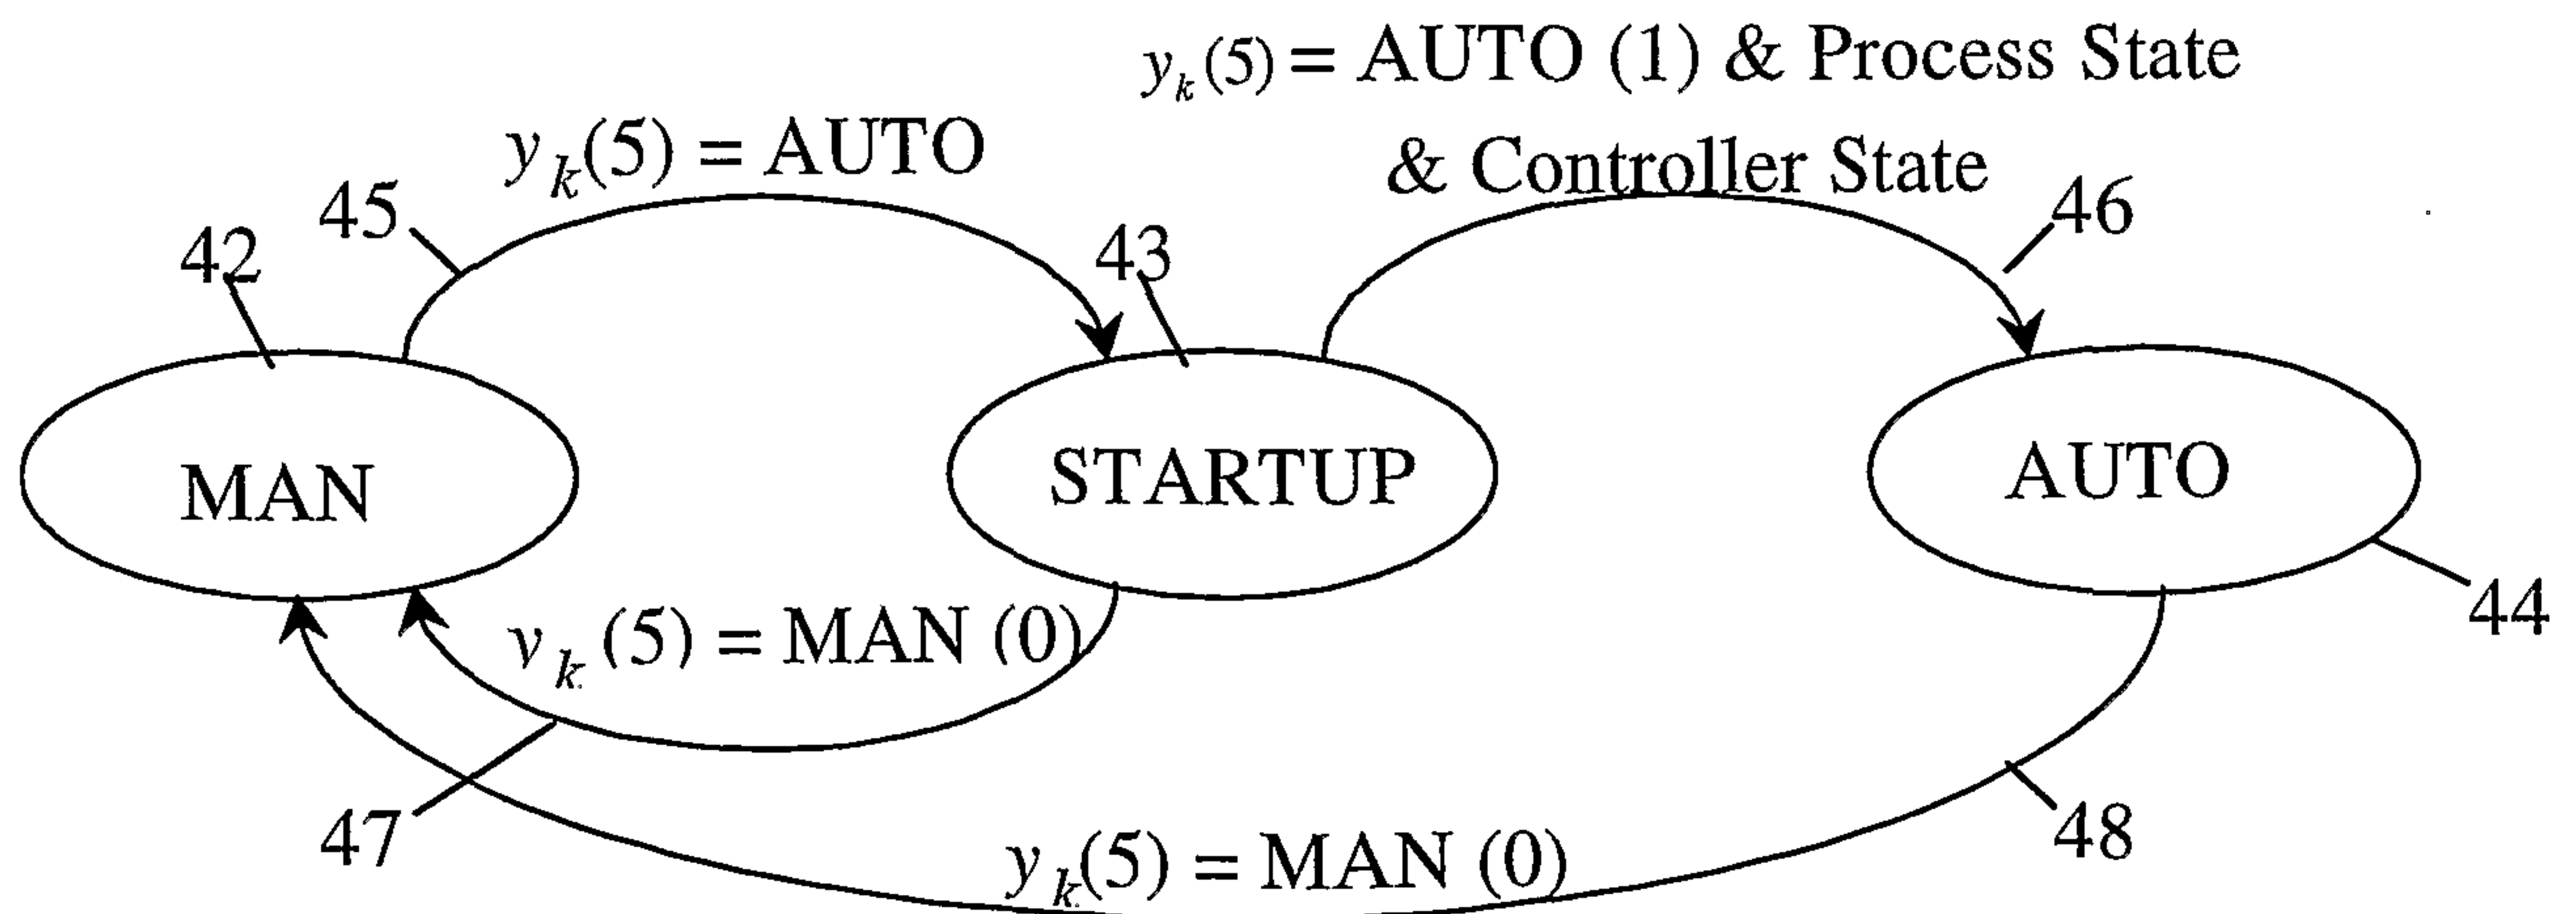 y_k(5) = AUTO (1) & Process State
& Controller State
y_k(5) = AUTO
45
46
42
43
MAN
STARTUP
AUTO
44
y_k(5) = MAN (0)
47
48
y_k(5) = MAN (0)